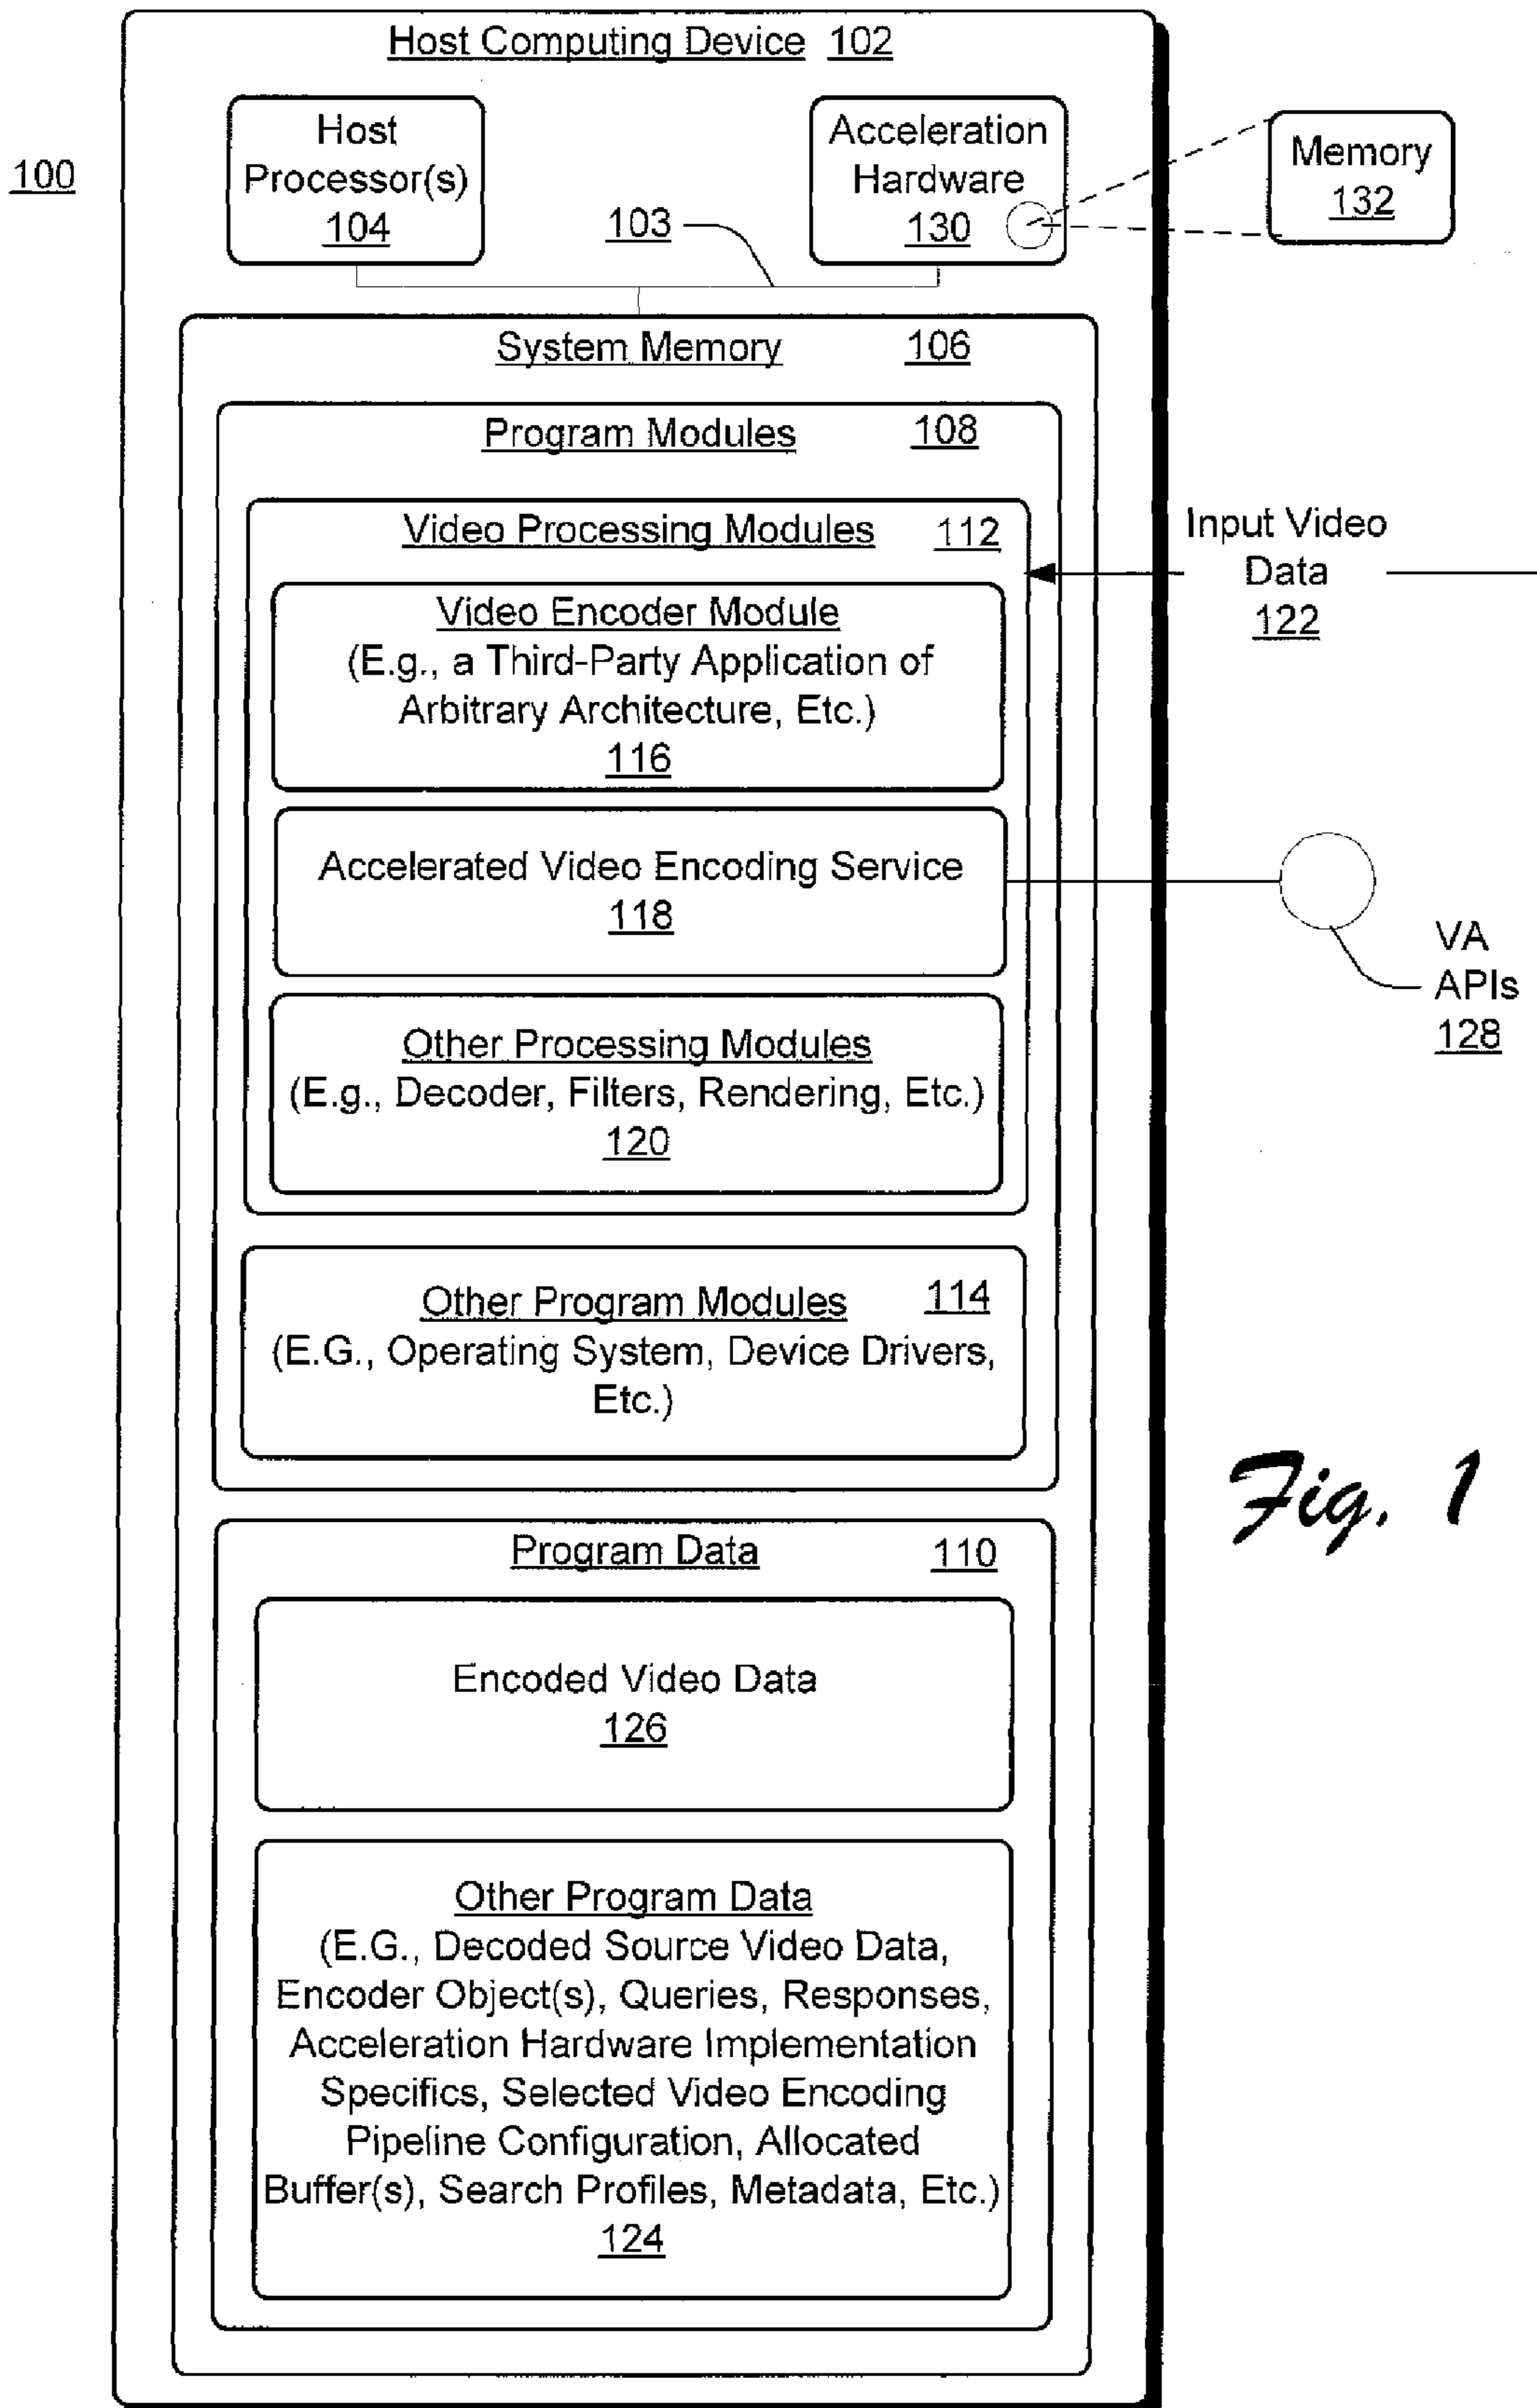 Host Computing Device 102
100
Host
Processor(s)
104
103
Acceleration
Hardware
130
Memory
132
System Memory 106
Program Modules 108
Video Processing Modules 112
Input Video
Data
122
Video Encoder Module
(E.g., a Third-Party Application of
Arbitrary Architecture, Etc.)
116
Accelerated Video Encoding Service
118
VA
APIs
128
Other Processing Modules
(E.g., Decoder, Filters, Rendering, Etc.)
120
Other Program Modules 114
(E.G., Operating System, Device Drivers,
Etc.)
Fig. 1
Program Data 110
Encoded Video Data
126
Other Program Data
(E.G., Decoded Source Video Data,
Encoder Object(s), Queries, Responses,
Acceleration Hardware Implementation
Specifics, Selected Video Encoding
Pipeline Configuration, Allocated
Buffer(s), Search Profiles, Metadata, Etc.)
124